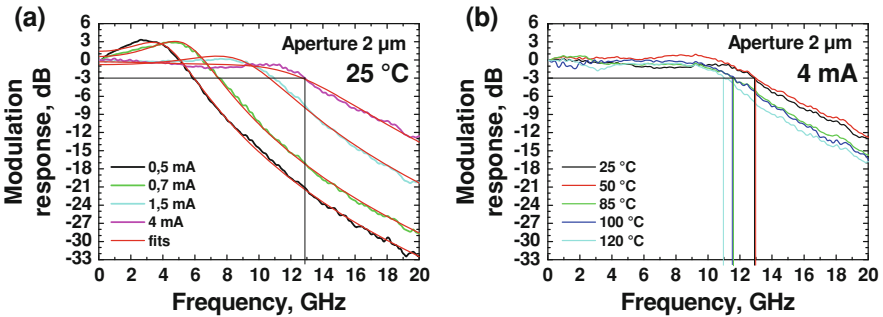 (a)
Modulation
response, dB
6
3
0
-3
-6
-9
-12
-15
-18
-21
-24
-27
-30
-33
Aperture 2 µm
25 °C
0,5 mA
0,7 mA
1,5 mA
4 mA
fits
0 2 4 6 8 10 12 14 16 18 20
Frequency, GHz
(b)
Modulation
response, dB
6
3
0
-3
-6
-9
-12
-15
-18
-21
-24
-27
-30
-33
Aperture 2 µm
4 mA
25 °C
50 °C
85 °C
100 °C
120 °C
0 2 4 6 8 10 12 14 16 18 20
Frequency, GHz